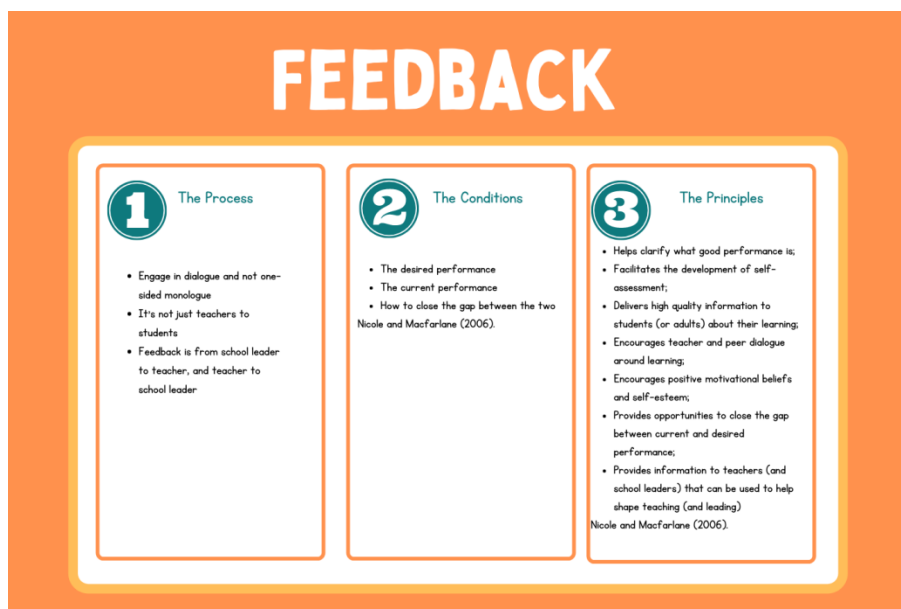 FEEDBACK
1
The Process
• Engage in dialogue and not one-
sided monologue
• It's not just teachers to
students
• Feedback is from school leader
to teacher, and teacher to
school leader
2
The Conditions
• The desired performance
• The current performance
• How to close the gap between the two
Nicole and Macfarlane (2006).
3
The Principles
• Helps clarify what good performance is;
• Facilitates the development of self-
assessment;
• Delivers high quality information to
students (or adults) about their learning;
• Encourages teacher and peer dialogue
around learning;
• Encourages positive motivational beliefs
and self-esteem;
• Provides opportunities to close the gap
between current and desired
performance;
• Provides information to teachers (and
school leaders) that can be used to help
shape teaching (and leading)
Nicole and Macfarlane (2006).